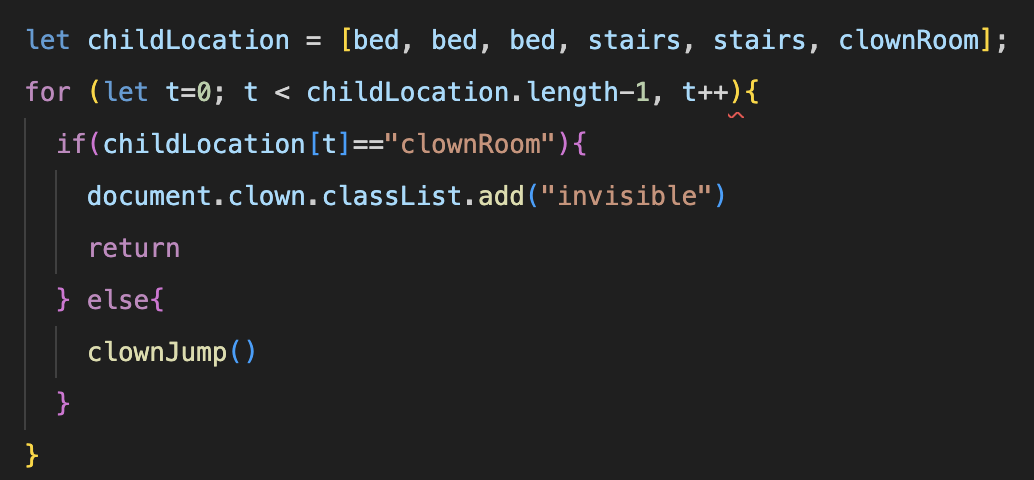 let childLocation = [bed, bed, bed, stairs, stairs, clownRoom];
for (let t=0; t < childLocation.length-1, t++){
  if(childLocation[t]=="clownRoom"){
    document.clown.classList.add("invisible")
    return
  } else{
    clownJump()
  }
}